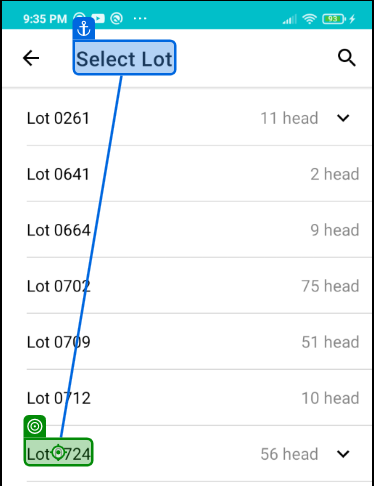 9:35 PM ... 93
Select Lot
Lot 0261 11 head
Lot 0641 2 head
Lot 0664 9 head
Lot 0702 75 head
Lot 0709 51 head
Lot 0712 10 head
Lot 0724 56 head